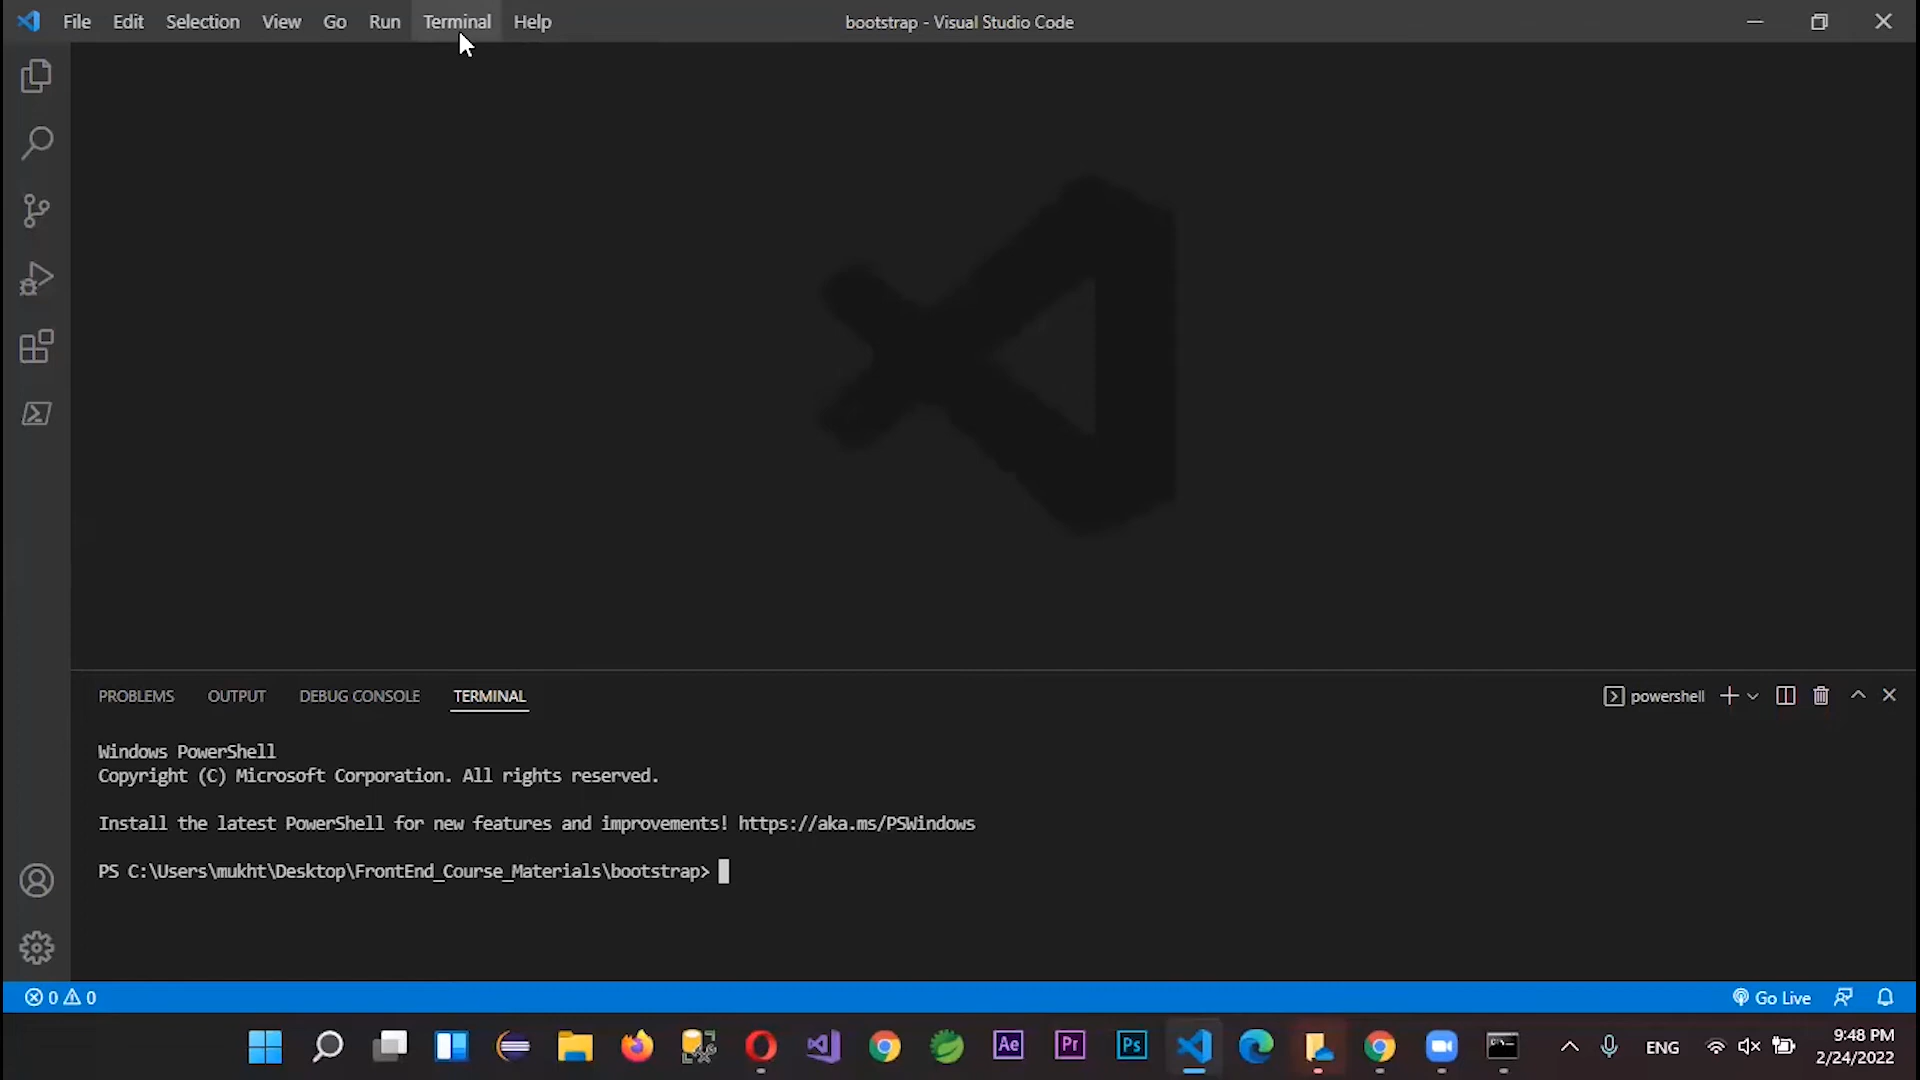 File Edit Selection View Go Run Terminal Help
bootstrap - Visual Studio Code
PROBLEMS OUTPUT DEBUG CONSOLE TERMINAL
powershell
Windows PowerShell
Copyright (C) Microsoft Corporation. All rights reserved.
Install the latest PowerShell for new features and improvements! https://aka.ms/PSWindows
PS C:\Users\mukht\Desktop\FrontEnd_Course_Materials\bootstrap>
0 0
Go Live
Ae Pr Ps
ENG
9:48 PM
2/24/2022